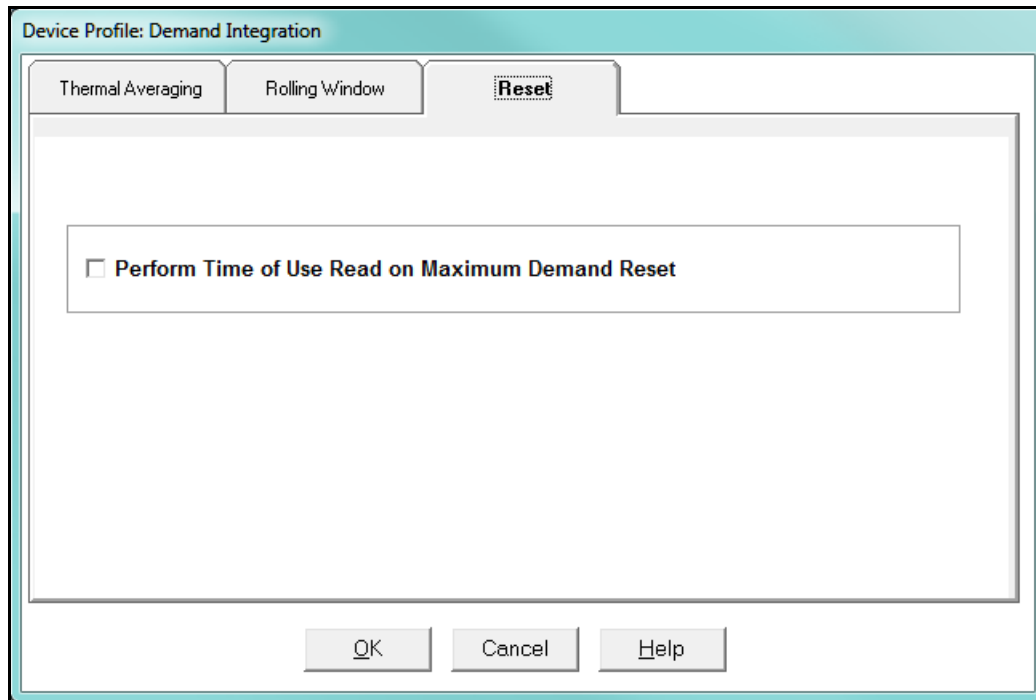 Device Profile: Demand Integration
Thermal Averaging
Rolling Window
Reset
Perform Time of Use Read on Maximum Demand Reset
OK
Cancel
Help